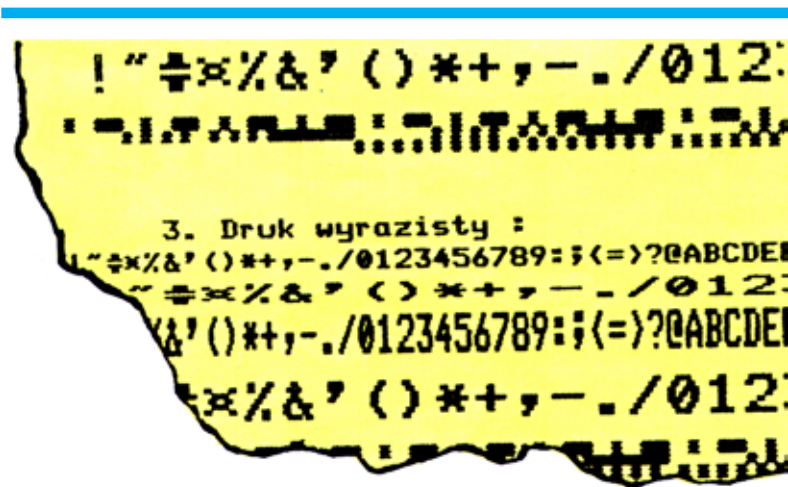 !"#¤%&'()*+,-./012
3. Druk wyrazisty :
!"#¤%&'()*+,-./0123456789:;<=>?@ABCDE
"#¤%&'()*+,-./012
%&'()*+,-./0123456789:;<=>?@ABCDE
¤%&'()*+,-./012